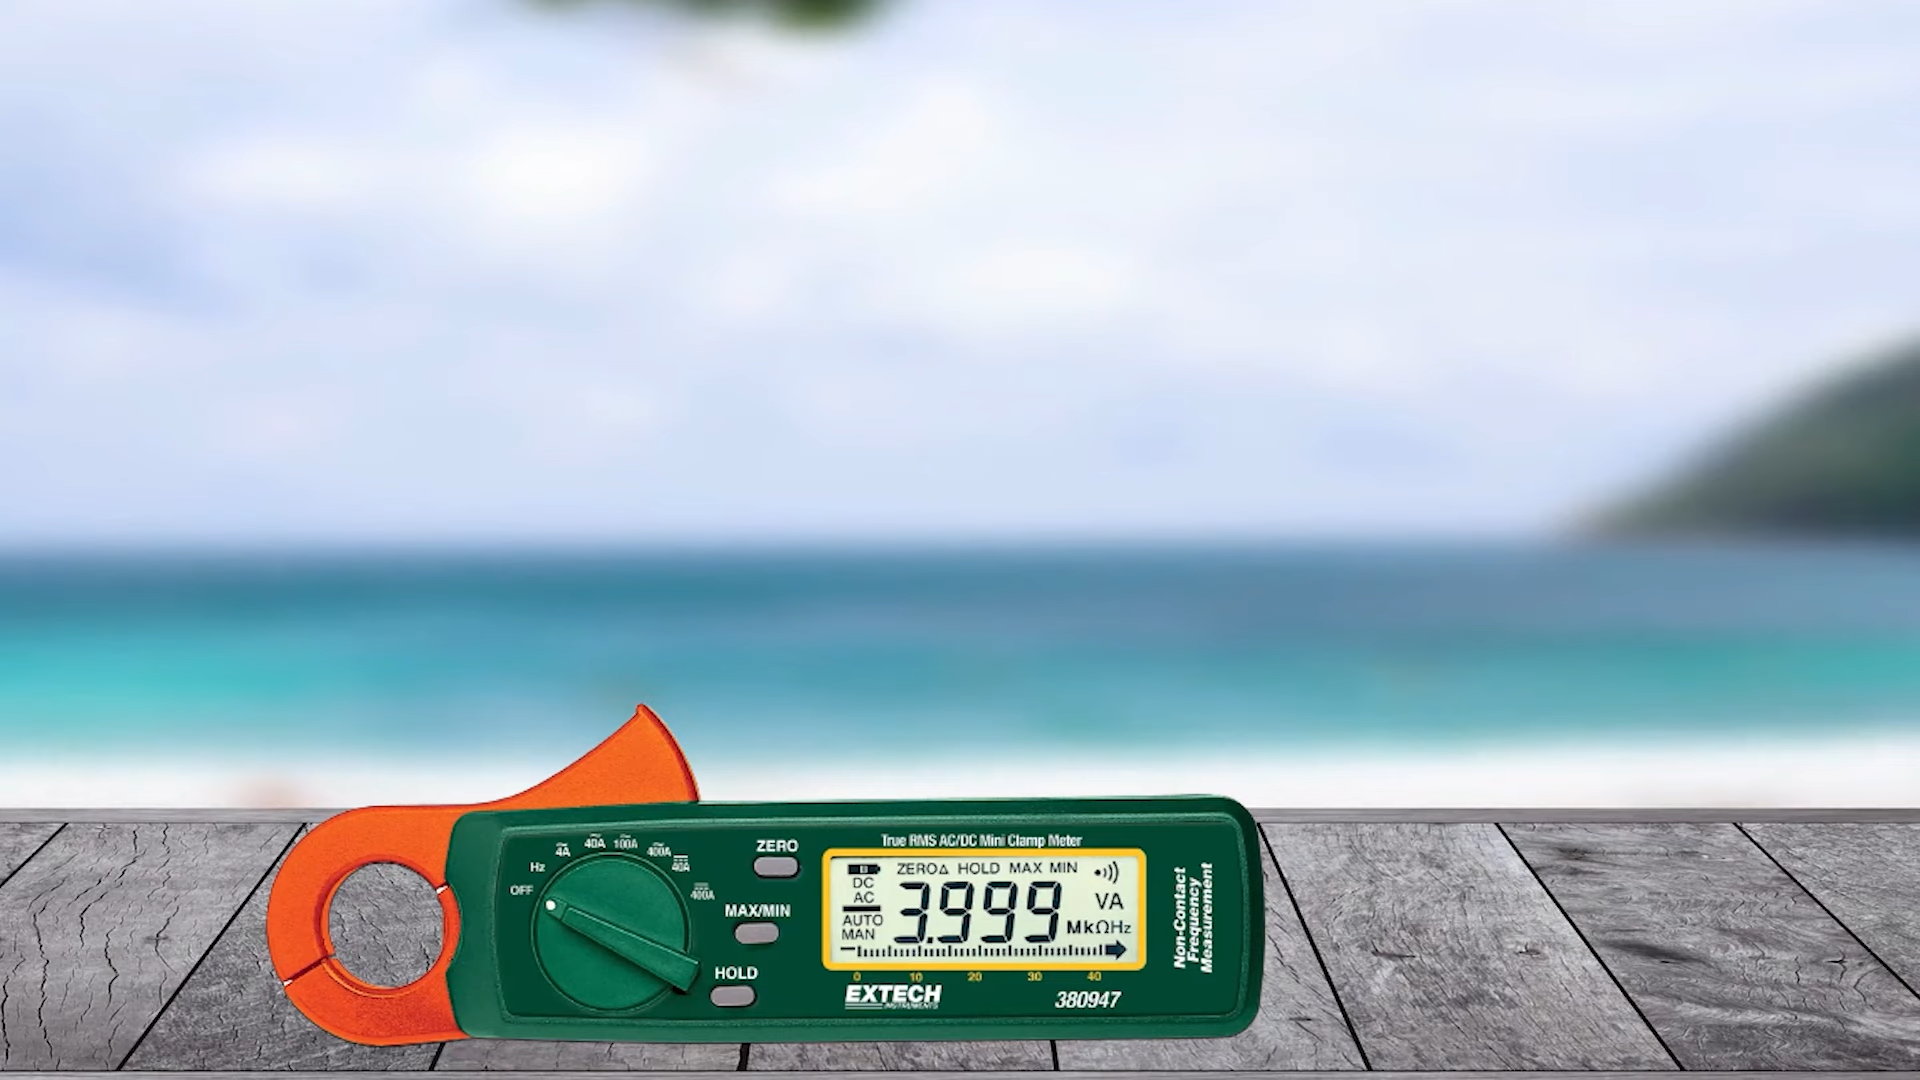 OFF
Hz
4A
40A
100A
400A
40A
400A
ZERO
MAX/MIN
HOLD
True RMS AC/DC Mini Clamp Meter
ZERO△ HOLD MAX MIN
DC
AC
AUTO
MAN
3.999
VA
MkΩHz
0 10 20 30 40
EXTECH
INSTRUMENTS
380947
Non-Contact
Frequency
Measurement